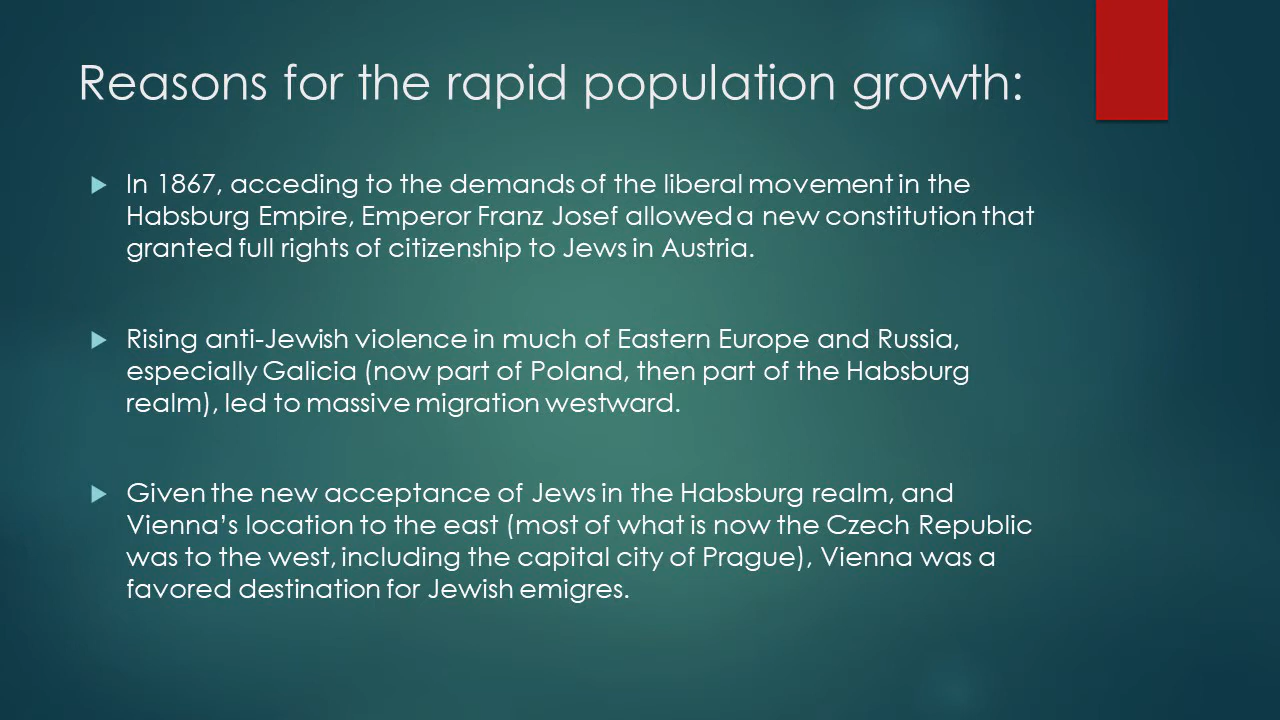 Reasons for the rapid population growth:
In 1867, acceding to the demands of the liberal movement in the
Habsburg Empire, Emperor Franz Josef allowed a new constitution that
granted full rights of citizenship to Jews in Austria.
Rising anti-Jewish violence in much of Eastern Europe and Russia,
especially Galicia (now part of Poland, then part of the Habsburg
realm), led to massive migration westward.
Given the new acceptance of Jews in the Habsburg realm, and
Vienna’s location to the east (most of what is now the Czech Republic
was to the west, including the capital city of Prague), Vienna was a
favored destination for Jewish emigres.